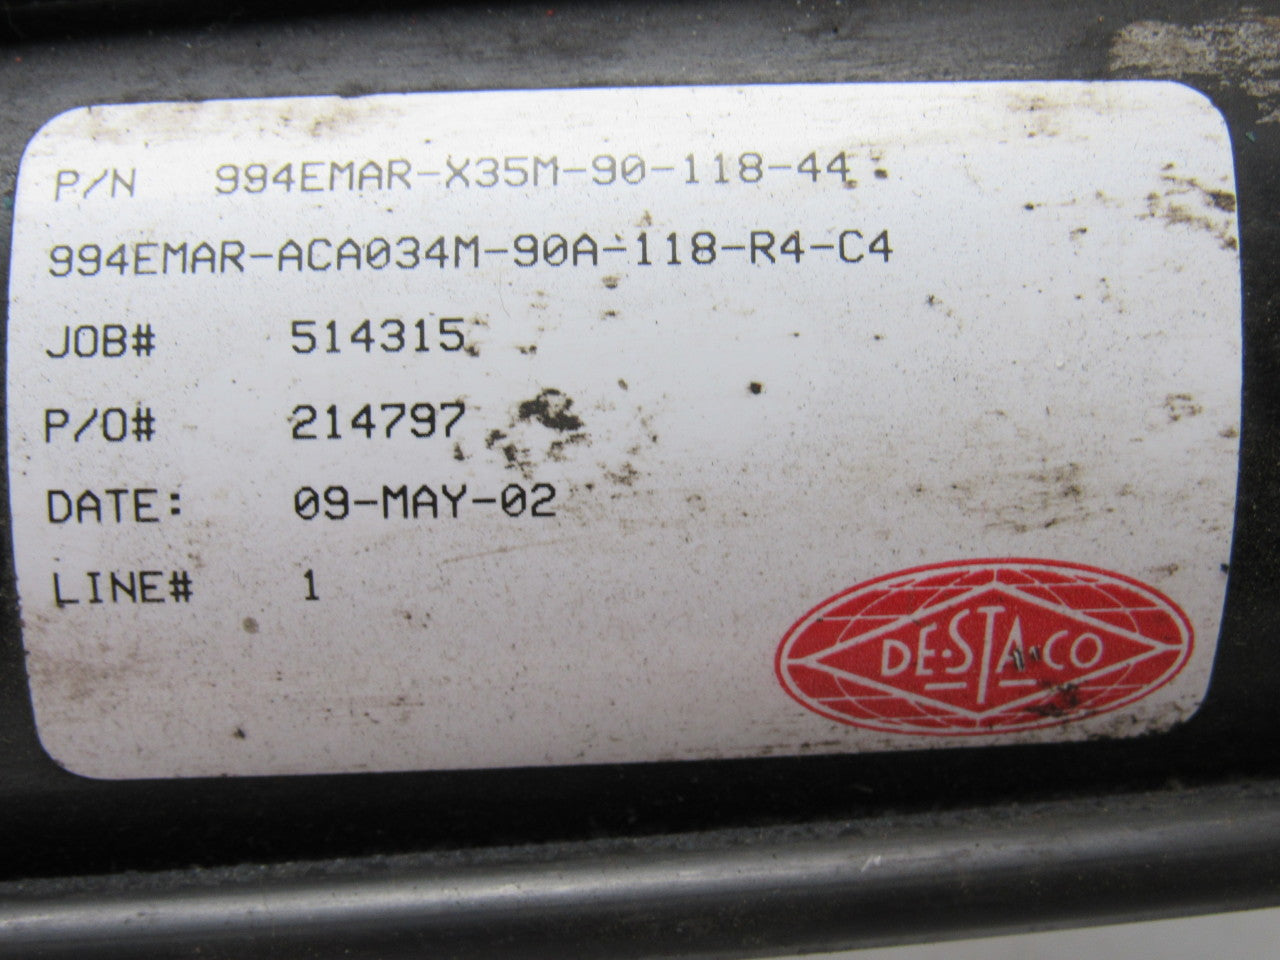 P/N 994EMAR-X35M-90-118-44
994EMAR-ACA034M-90A-118-R4-C4
JOB# 514315
P/O# 214797
DATE: 09-MAY-02
LINE# 1
DE-STA-CO